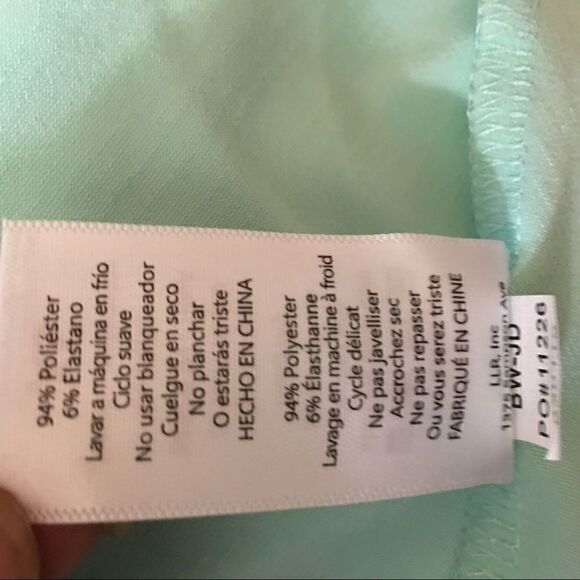 94% Poliéster
6% Elastano
Lavar a máquina en frío
Ciclo suave
No usar blanqueador
Cuelgue en seco
No planchar
O estarás triste
HECHO EN CHINA
94% Polyester
6% Élasthanne
Lavage en machine à froid
Cycle délicat
Ne pas javelliser
Accrochez sec
Ne pas repasser
Ou vous serez triste
FABRIQUÉ EN CHINE
LLR, Inc
Ave
BW-JD
PO#11226